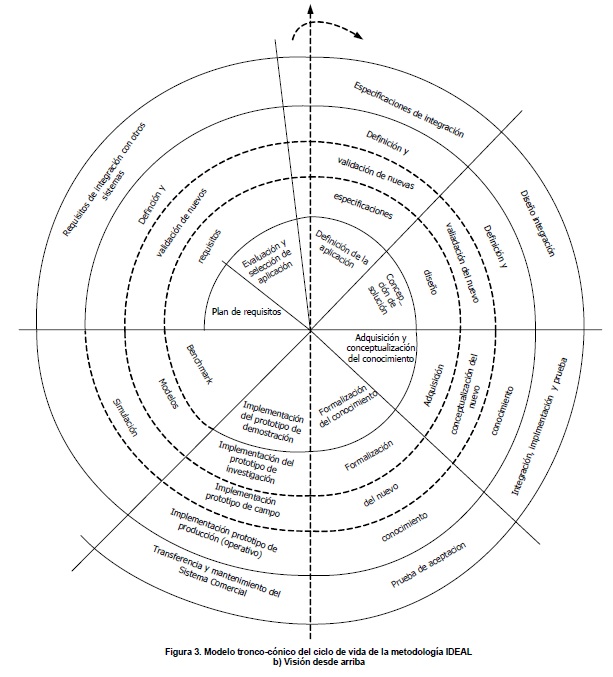 Especificaciones de integración
Requisitos de integración con otros
sistemas
Diseño integración
Definición y
validación de nuevas
especificaciones
Definición y
validación de nuevos
requisitos
Definición y
valiadación del nuevo
diseño
Evaluación y
selección de
aplicación
Definición de la
aplicación
Concep_
ción de
solución
Plan de requisitos
Adquisición y
conceptualización
del conocimiento
Benchmark
Modelos
Simulación
Adquisición
conceptualización del
nuevo
conocimiento
Integración, implmentación y prueba
Implementación
del prototipo de
demostración
Formalización
del conocimiento
Implementación del
prototipo de
investigación
Formalización
del nuevo
conocimiento
Implementación
prototipo de campo
Implementación prototipo de
producción (operativo)
Prueba de aceptacion
Transferencia y mantenimiento del
Sistema Comercial
Figura 3. Modelo tronco-cónico del ciclo de vida de la metodología IDEAL
b) Visión desde arriba